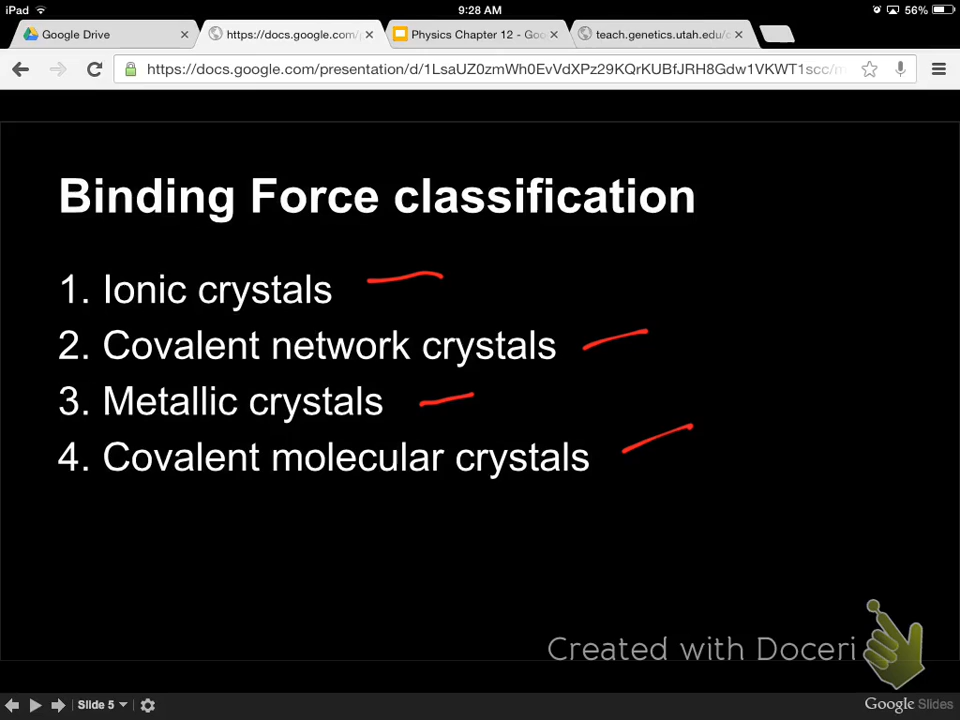 iPad 9:28 AM 56%
Google Drive https://docs.google.com/p Physics Chapter 12 - Goo teach.genetics.utah.edu/c
https://docs.google.com/presentation/d/1LsaUZ0zmWh0EvVdXPz29KQrKUBfJRH8Gdw1VKWT1scc/m
Binding Force classification
1. Ionic crystals
2. Covalent network crystals
3. Metallic crystals
4. Covalent molecular crystals
Created with Doceri
Slide 5 Google Slides